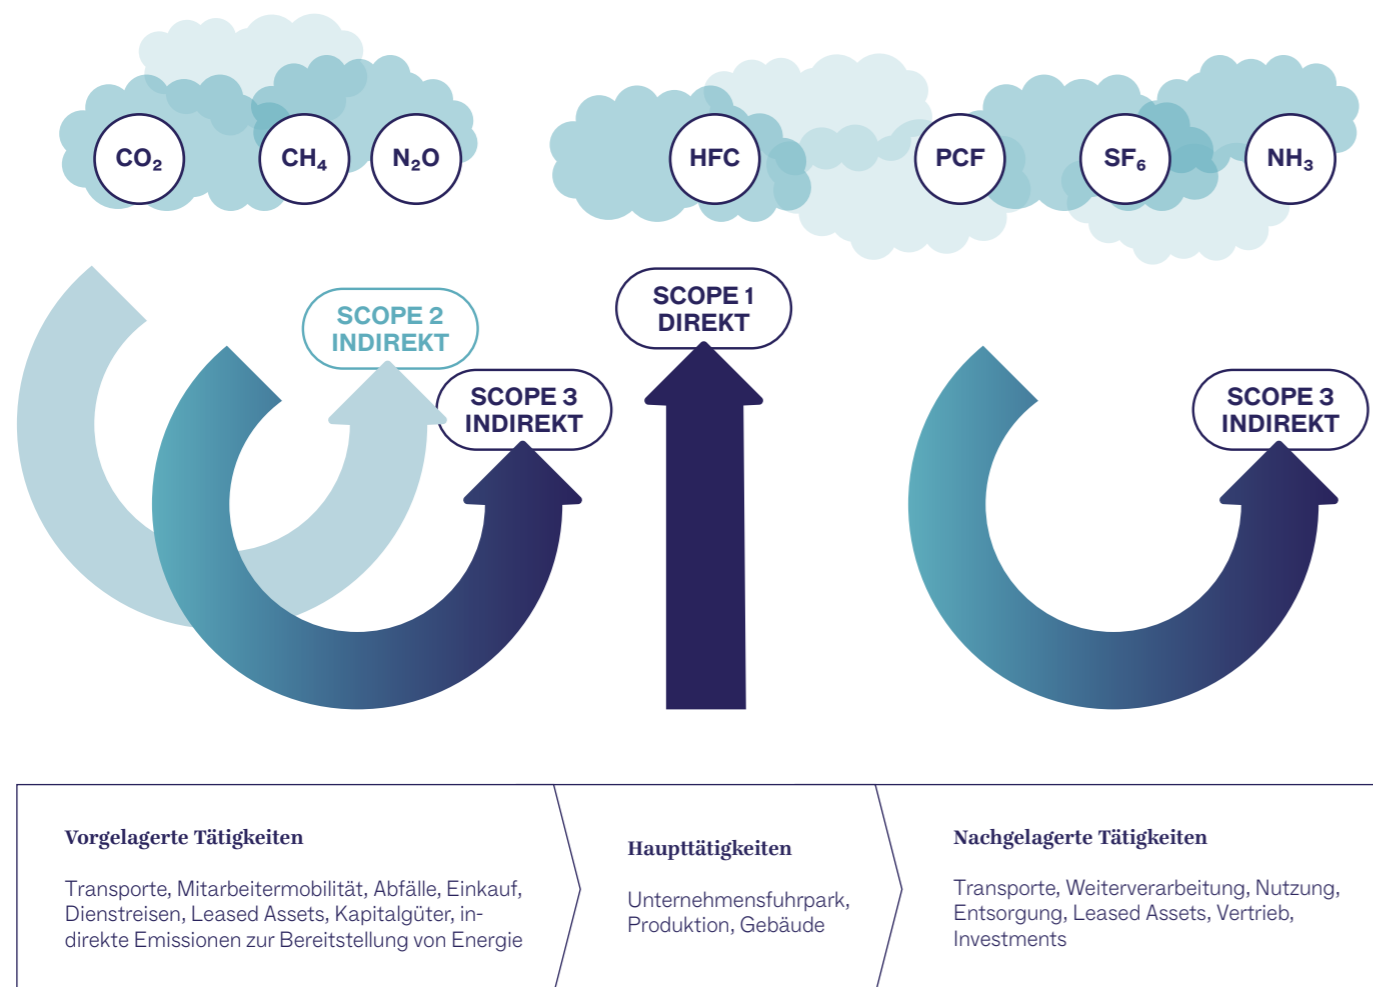 CO₂
CH₄
N₂O
HFC
PCF
SF₆
NH₃
SCOPE 2
INDIREKT
SCOPE 3
INDIREKT
SCOPE 1
DIREKT
SCOPE 3
INDIREKT
Vorgelagerte Tätigkeiten
Transporte, Mitarbeitermobilität, Abfälle, Einkauf,
Dienstreisen, Leased Assets, Kapitalgüter, in-
direkte Emissionen zur Bereitstellung von Energie
Haupttätigkeiten
Unternehmensfuhrpark,
Produktion, Gebäude
Nachgelagerte Tätigkeiten
Transporte, Weiterverarbeitung, Nutzung,
Entsorgung, Leased Assets, Vertrieb,
Investments